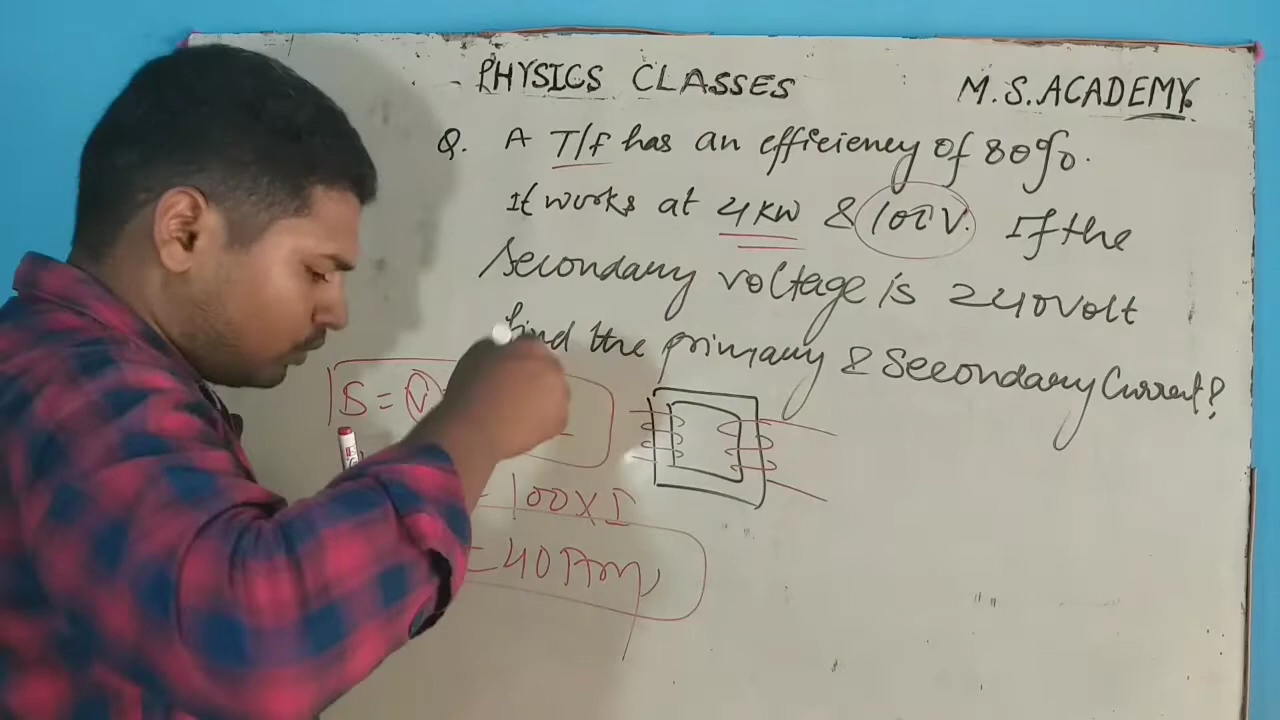 PHYSICS CLASSES M.S.ACADEMY
Q. A T/f has an efficiency of 80%.
It works at 4KW & 100V. If the
Secondary voltage is 240volt
find the primary & Secondary Current?
S = V
= 100 X I
= 40 Am